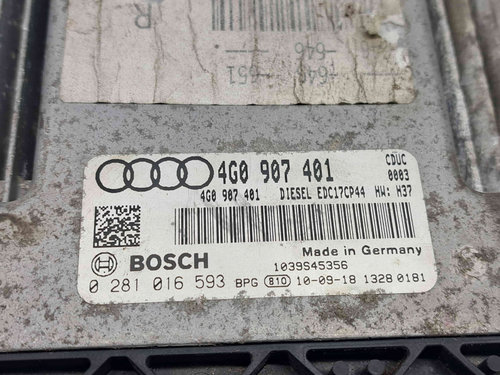 R
4G0 907 401
CDUC
0003
4G0 907 401 DIESEL EDC17CP44 HW: H37
BOSCH
Made in Germany
1039S45356
0 281 016 593 BPG B10 10-09-18 1328 0181